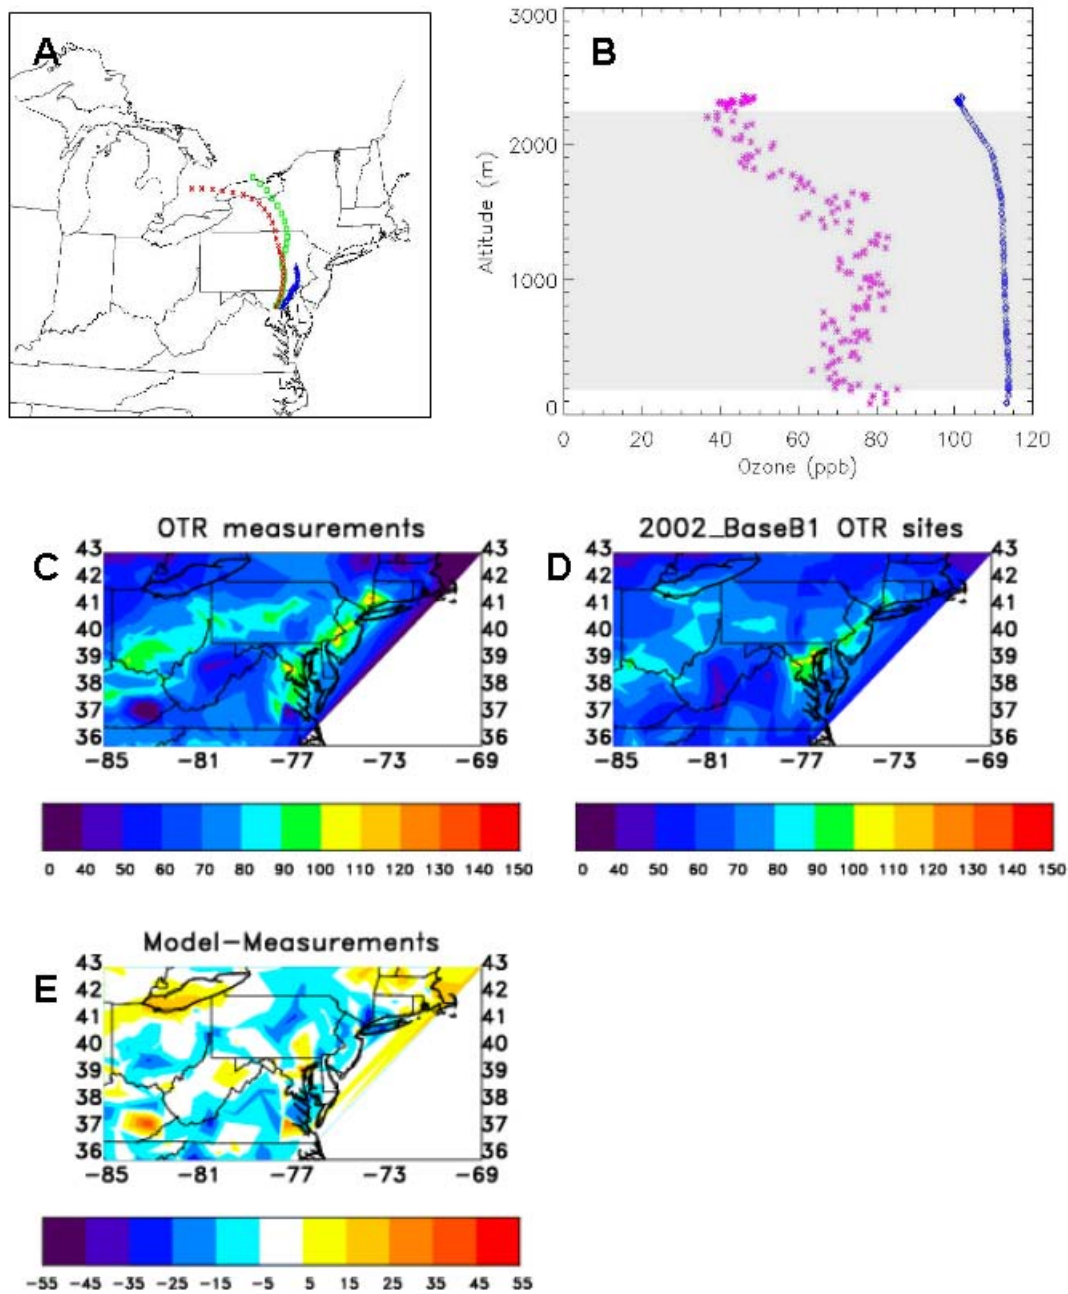 A
B
3000
2000
1000
0
Altitude (m)
0 20 40 60 80 100 120
Ozone (ppb)
C
OTR measurements
43 43
42 42
41 41
40 40
39 39
38 38
37 37
36 36
-85 -81 -77 -73 -69
0 40 50 60 70 80 90 100 110 120 130 140 150
D
2002_BaseB1 OTR sites
43 43
42 42
41 41
40 40
39 39
38 38
37 37
36 36
-85 -81 -77 -73 -69
0 40 50 60 70 80 90 100 110 120 130 140 150
E
Model-Measurements
43 43
42 42
41 41
40 40
39 39
38 38
37 37
36 36
-85 -81 -77 -73 -69
-55 -45 -35 -25 -15 -5 5 15 25 35 45 55